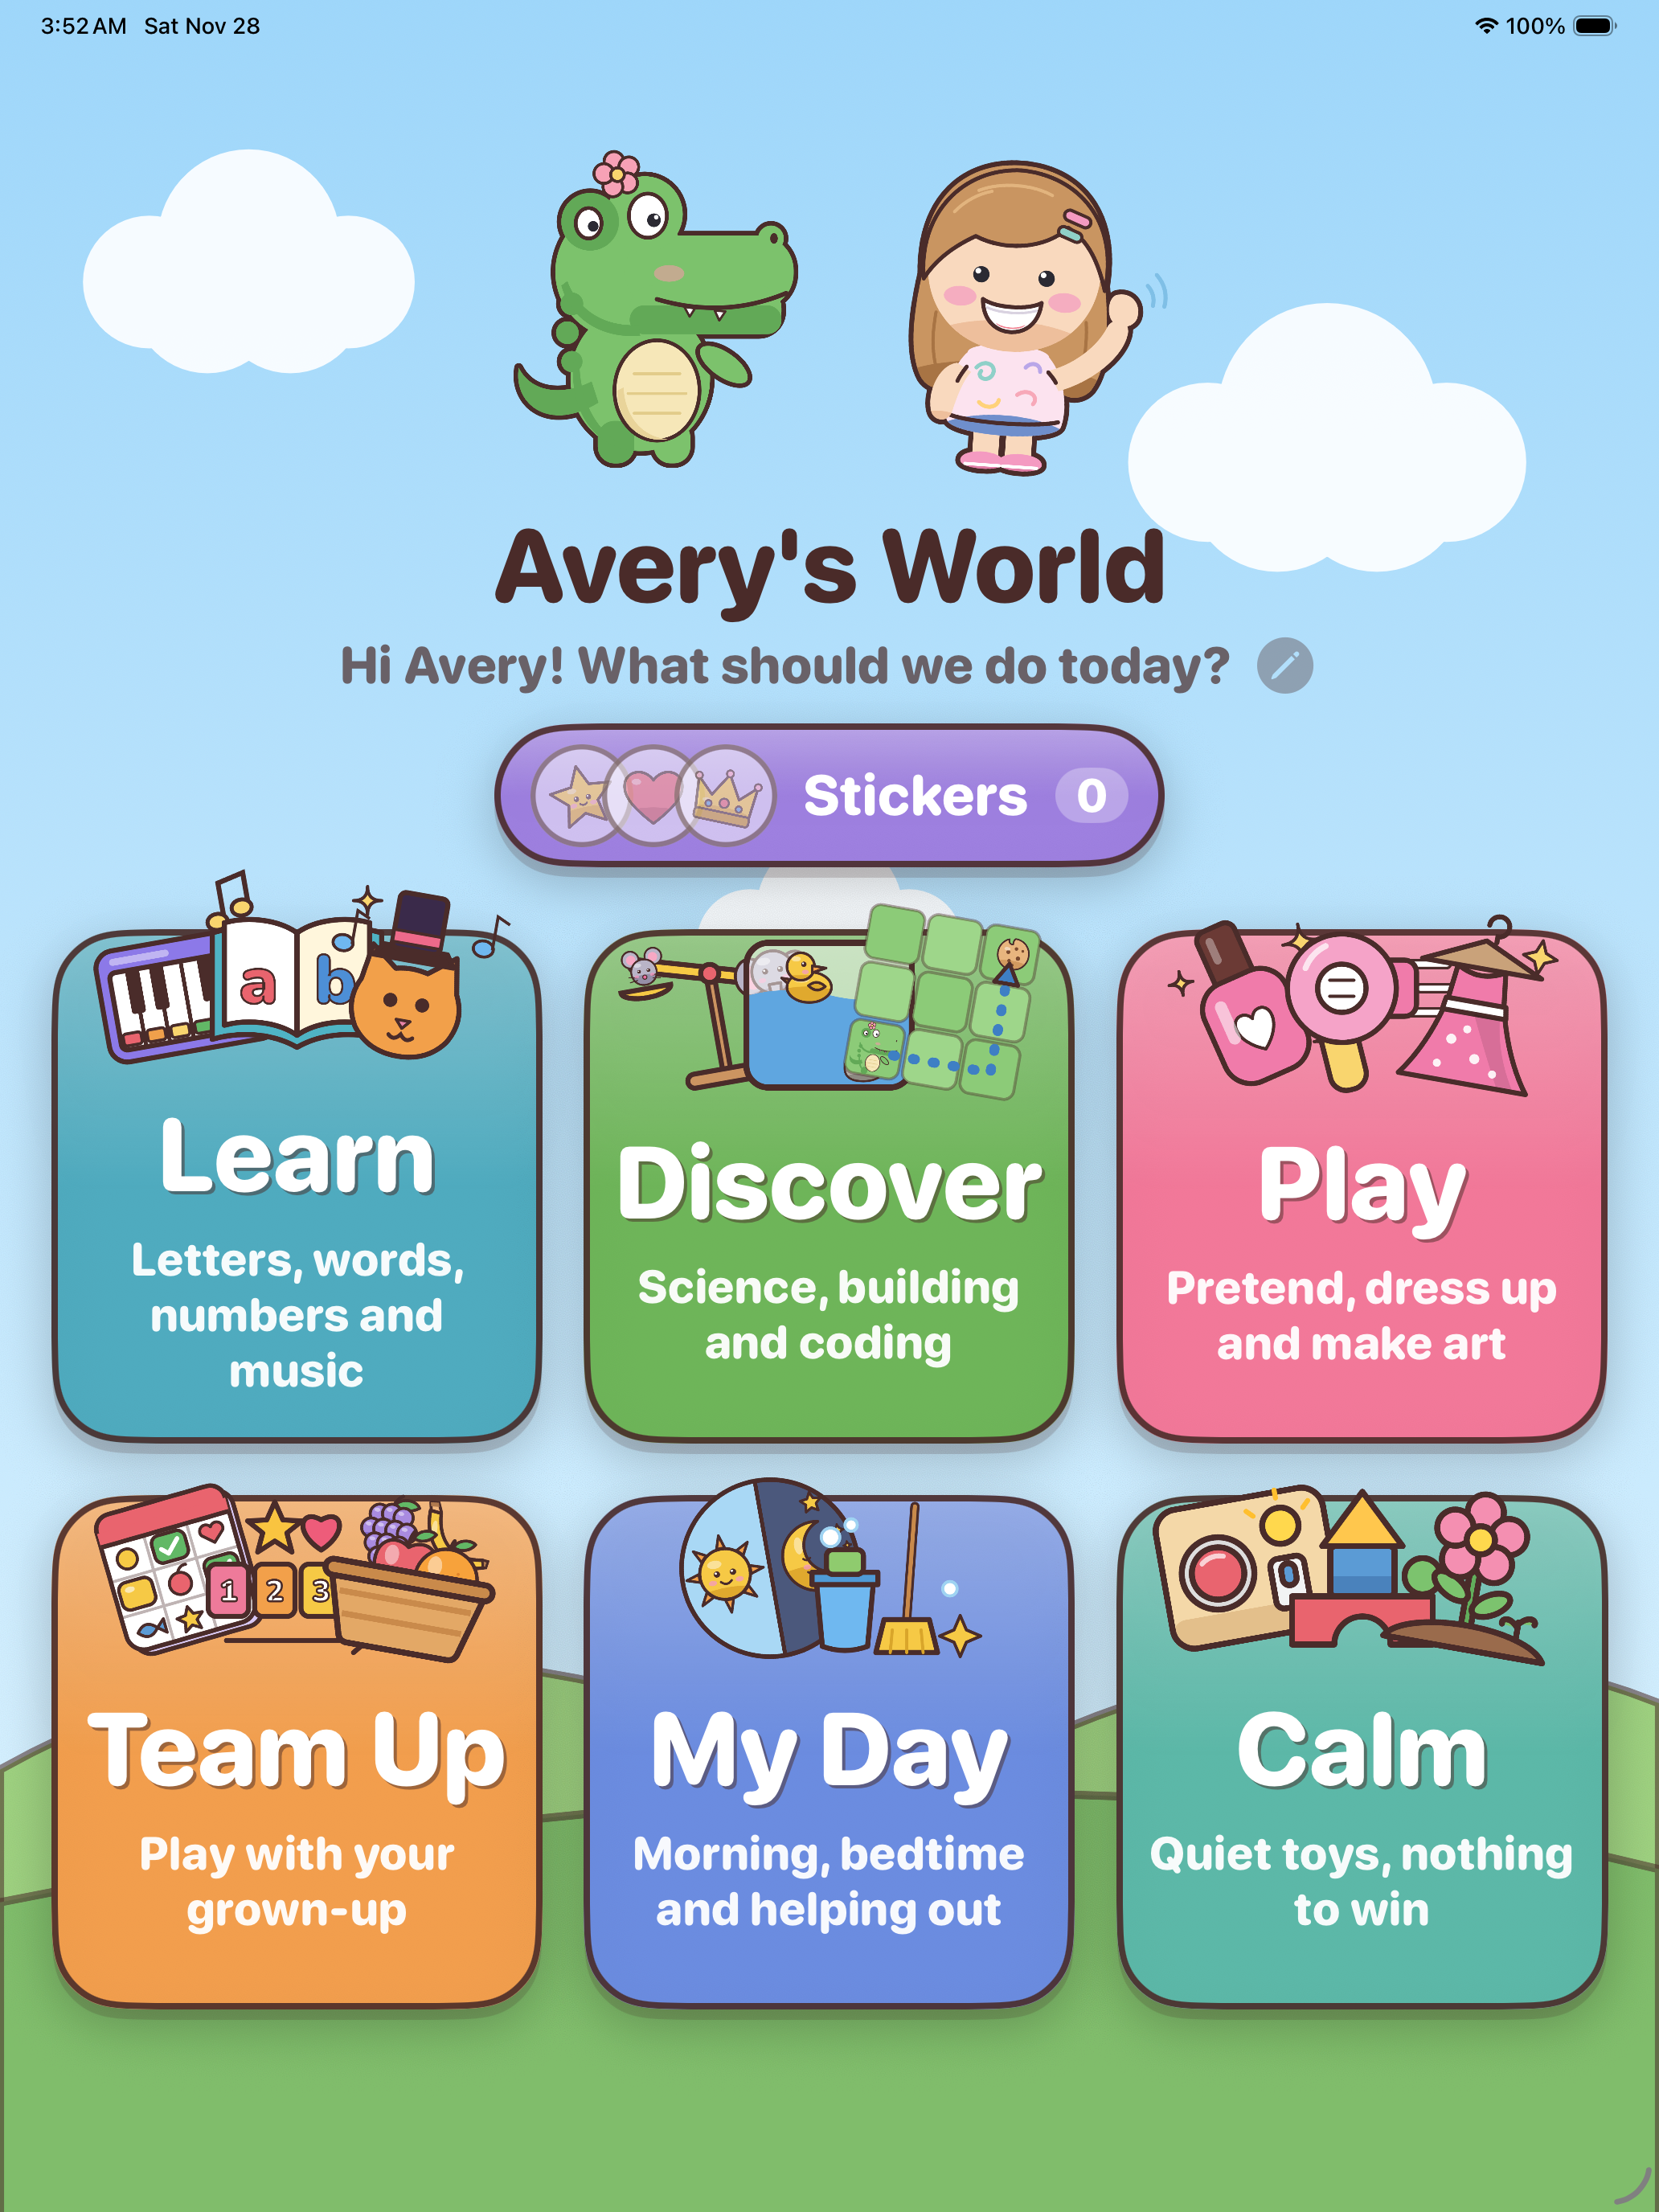 3:52 AM Sat Nov 28
100%
Avery's World
Hi Avery! What should we do today?
Stickers 0
a b
Learn
Letters, words,
numbers and
music
Discover
Science, building
and coding
Play
Pretend, dress up
and make art
1 2 3
Team Up
Play with your
grown-up
My Day
Morning, bedtime
and helping out
Calm
Quiet toys, nothing
to win